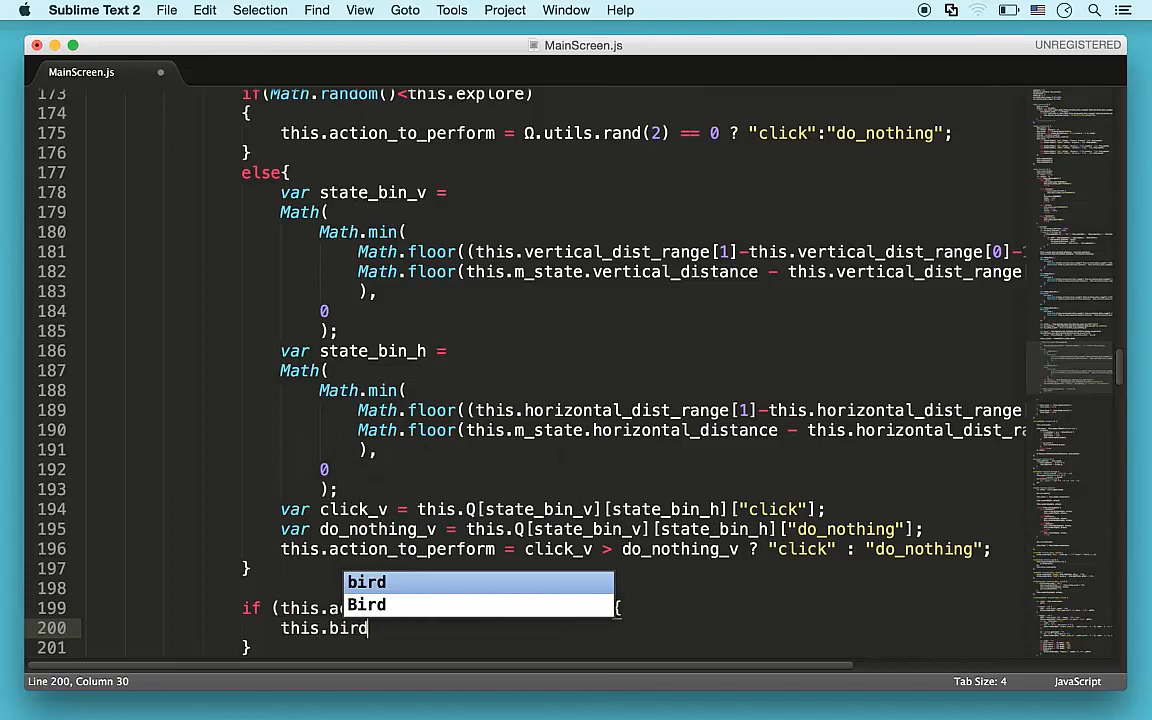 Sublime Text 2 File Edit Selection Find View Goto Tools Project Window Help
MainScreen.js UNREGISTERED
MainScreen.js
173 if(Math.random()<this.explore)
174 {
175 this.action_to_perform = Ω.utils.rand(2) == 0 ? "click":"do_nothing";
176 }
177 else{
178 var state_bin_v =
179 Math(
180 Math.min(
181 Math.floor((this.vertical_dist_range[1]-this.vertical_dist_range[0]-
182 Math.floor(this.m_state.vertical_distance - this.vertical_dist_range
183 ),
184 0
185 );
186 var state_bin_h =
187 Math(
188 Math.min(
189 Math.floor((this.horizontal_dist_range[1]-this.horizontal_dist_range
190 Math.floor(this.m_state.horizontal_distance - this.horizontal_dist_ra
191 ),
192 0
193 );
194 var click_v = this.Q[state_bin_v][state_bin_h]["click"];
195 var do_nothing_v = this.Q[state_bin_v][state_bin_h]["do_nothing"];
196 this.action_to_perform = click_v > do_nothing_v ? "click" : "do_nothing";
197 }
198 bird
Bird
199 if (this.a {
200 this.bird
201 }
Line 200, Column 30 Tab Size: 4 JavaScript